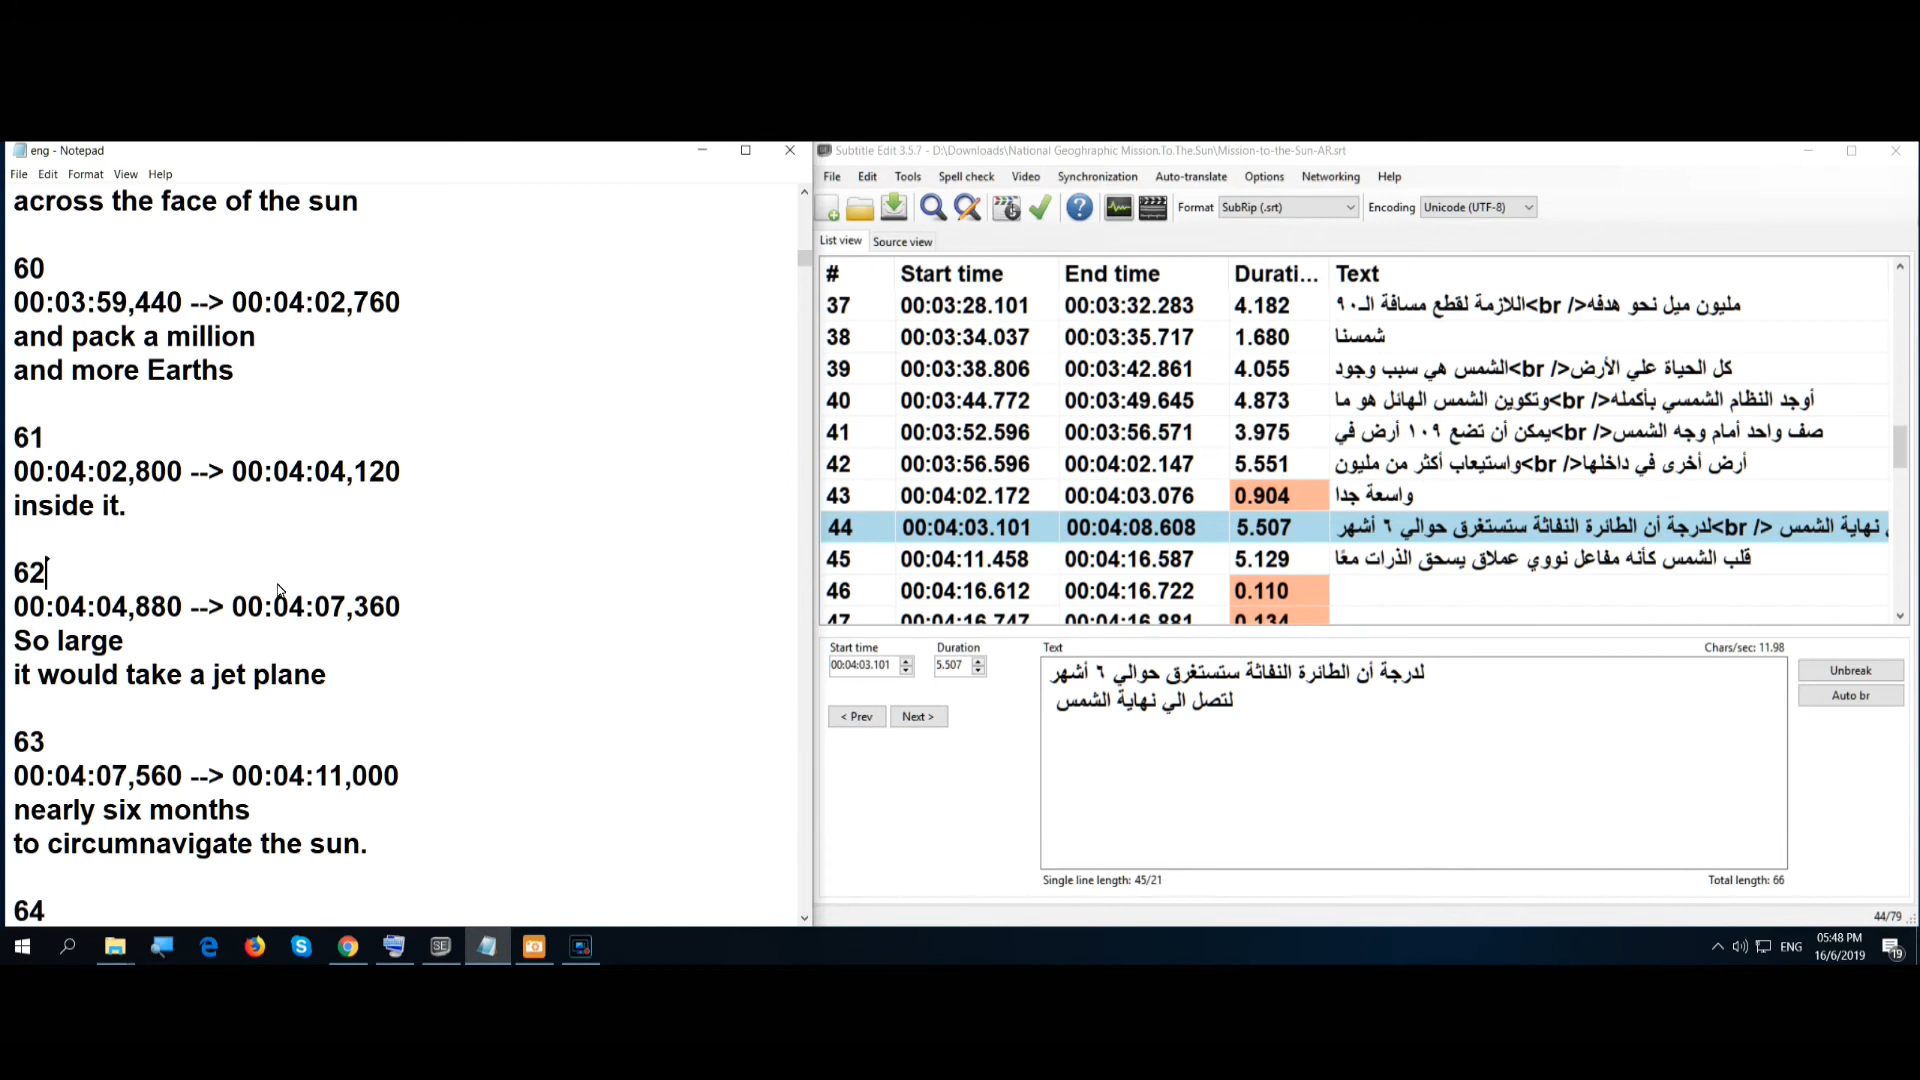 eng - Notepad
File Edit Format View Help
across the face of the sun
60
00:03:59,440 --> 00:04:02,760
and pack a million
and more Earths
61
00:04:02,800 --> 00:04:04,120
inside it.
62
00:04:04,880 --> 00:04:07,360
So large
it would take a jet plane
63
00:04:07,560 --> 00:04:11,000
nearly six months
to circumnavigate the sun.
64
Subtitle Edit 3.5.7 - D:\Downloads\National Geoghraphic Mission.To.The.Sun\Mission-to-the-Sun-AR.srt
File Edit Tools Spell check Video Synchronization Auto-translate Options Networking Help
Format SubRip (.srt) Encoding Unicode (UTF-8)
List view Source view
# Start time End time Durati... Text
37 00:03:28.101 00:03:32.283 4.182 اللازمة لقطع مسافة الـ٩٠<br />مليون ميل نحو هدفه
38 00:03:34.037 00:03:35.717 1.680 شمسنا
39 00:03:38.806 00:03:42.861 4.055 الشمس هي سبب وجود<br />كل الحياة علي الأرض
40 00:03:44.772 00:03:49.645 4.873 وتكوين الشمس الهائل هو ما<br />أوجد النظام الشمسي بأكمله
41 00:03:52.596 00:03:56.571 3.975 يمكن أن تضع ١٠٩ أرض في<br />صف واحد أمام وجه الشمس
42 00:03:56.596 00:04:02.147 5.551 واستيعاب أكثر من مليون<br />أرض أخرى في داخلها
43 00:04:02.172 00:04:03.076 0.904 واسعة جدا
44 00:04:03.101 00:04:08.608 5.507 لدرجة أن الطائرة النفاثة ستستغرق حوالي ٦ أشهر<br /> نهاية الشمس
45 00:04:11.458 00:04:16.587 5.129 قلب الشمس كأنه مفاعل نووي عملاق يسحق الذرات معًا
46 00:04:16.612 00:04:16.722 0.110
47 00:04:16.747 00:04:16.881 0.134
Start time Duration Text Chars/sec: 11.98
00:04:03.101 5.507
لدرجة أن الطائرة النفاثة ستستغرق حوالي ٦ أشهر
لتصل الي نهاية الشمس
Unbreak
Auto br
< Prev Next >
Single line length: 45/21 Total length: 66
44/79
SE
ENG
05:48 PM
16/6/2019
19